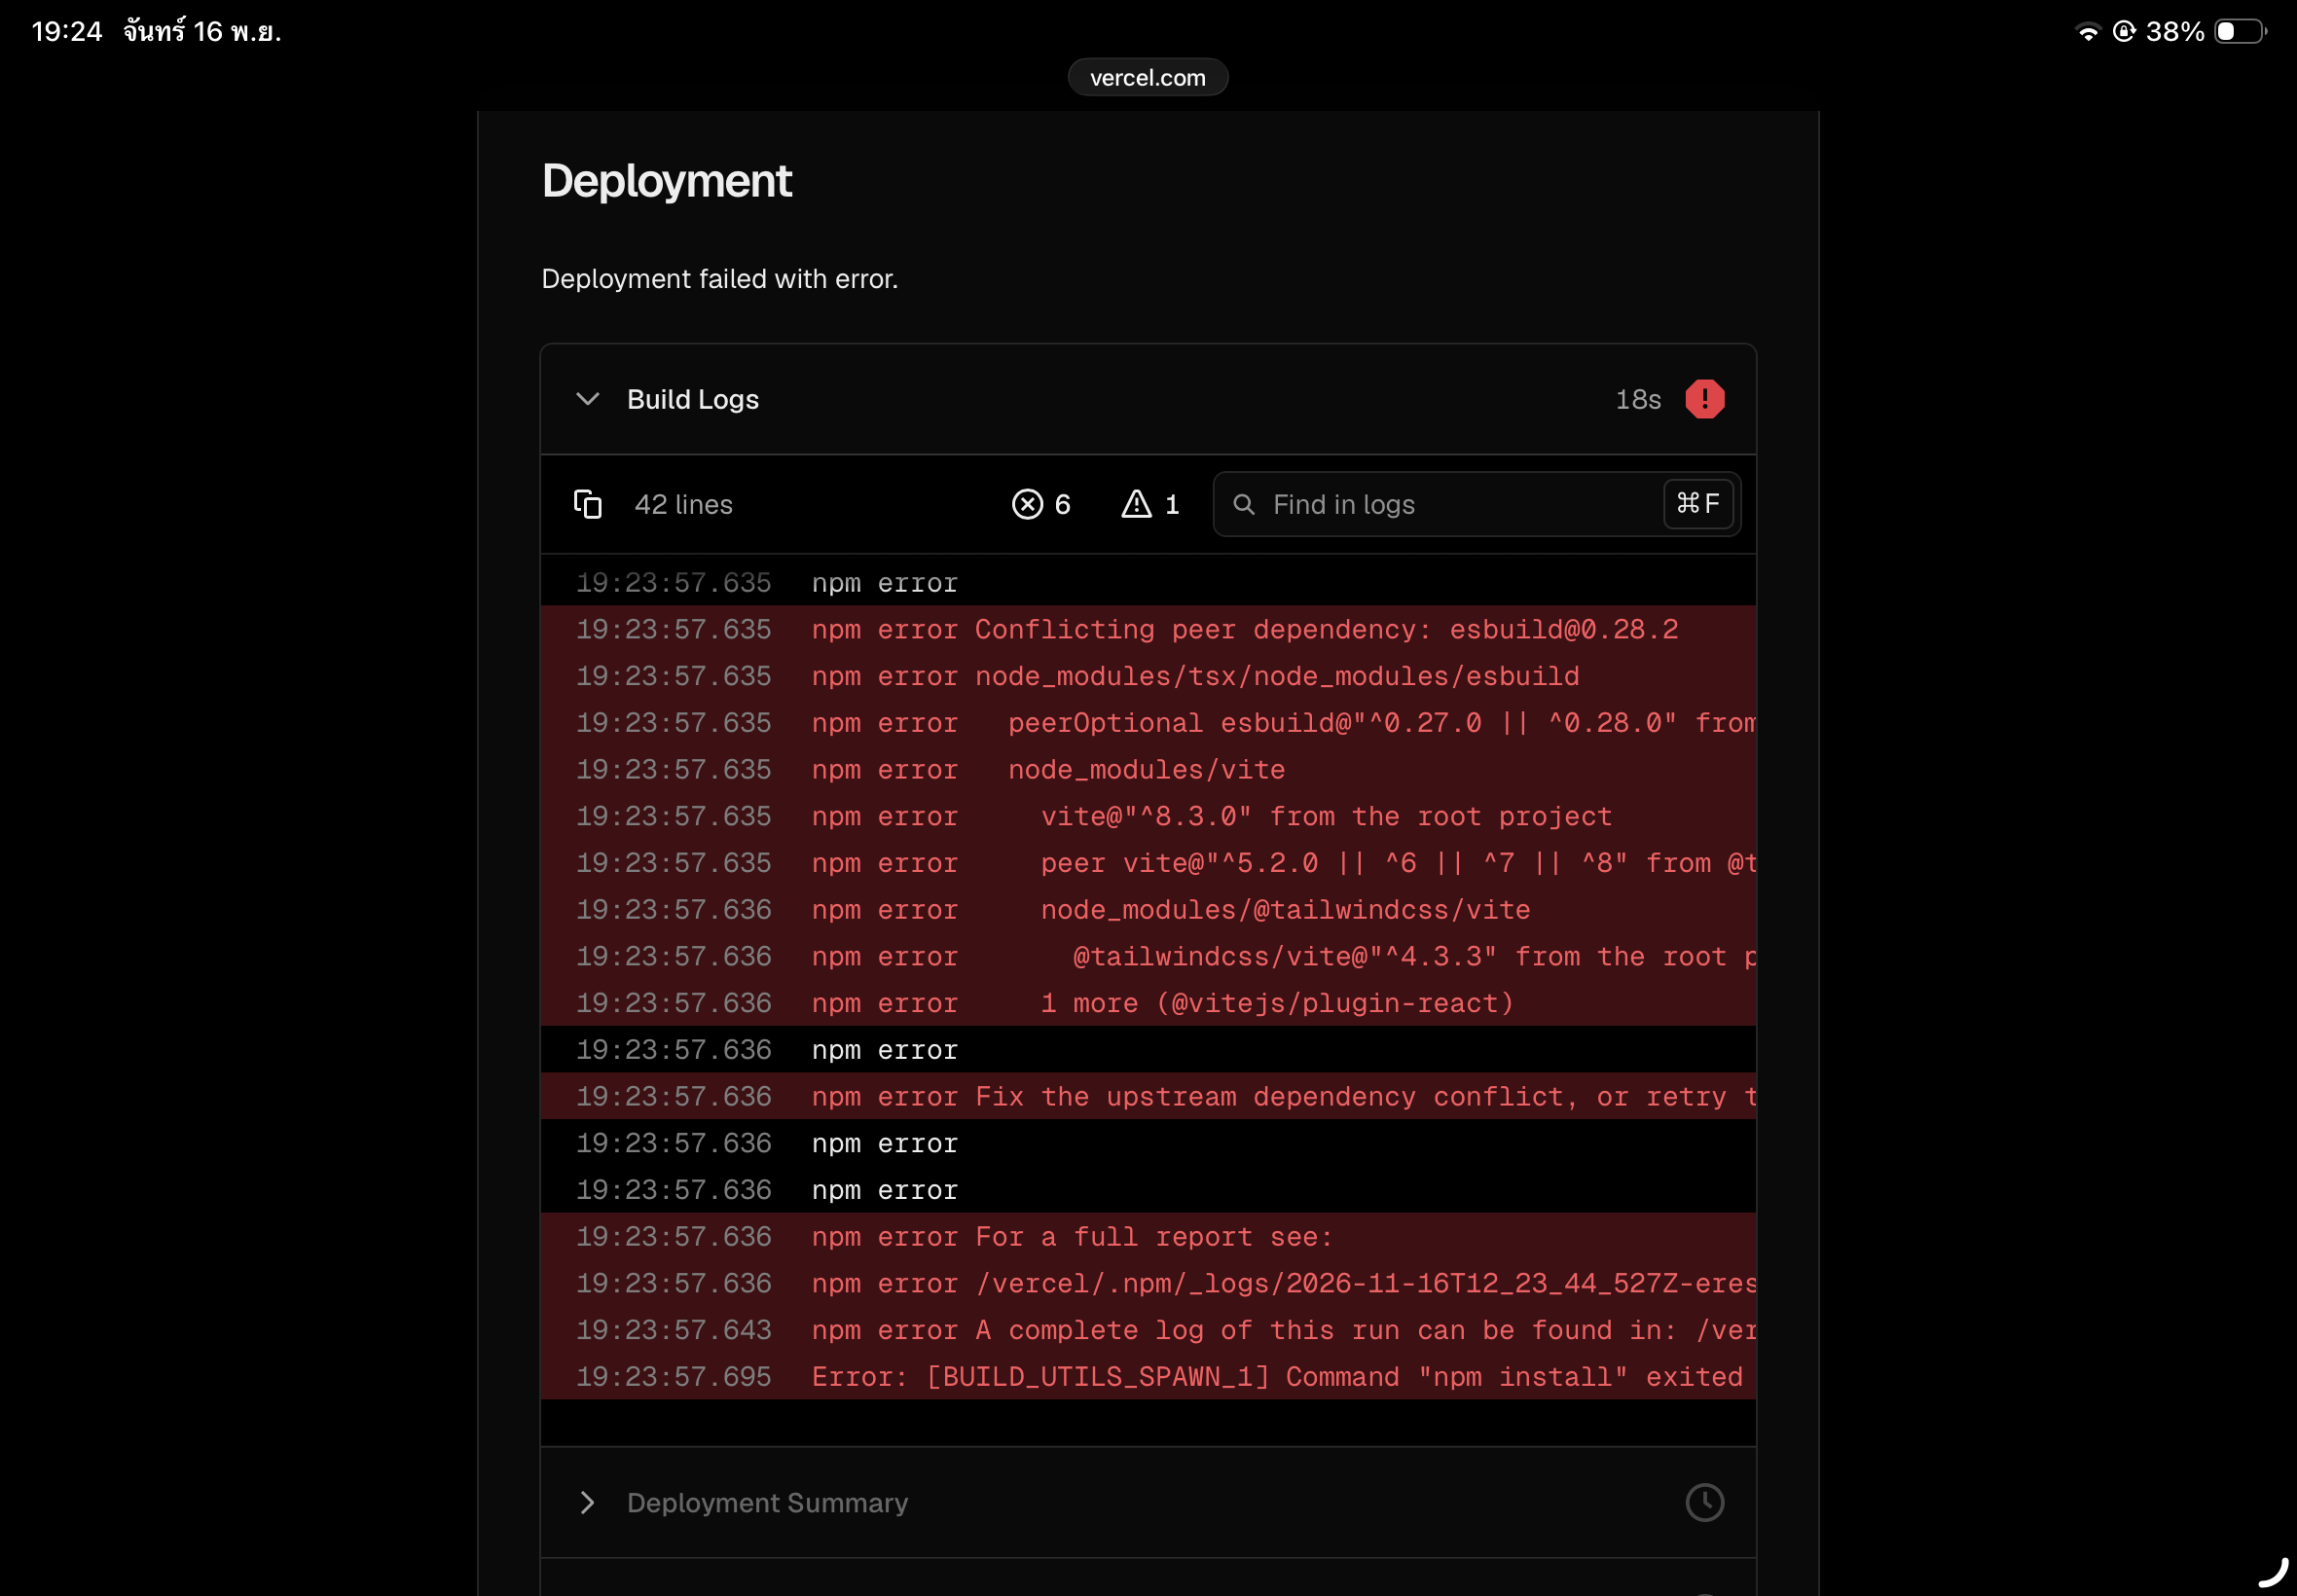 19:24 จันทร์ 16 พ.ย.
38%
vercel.com
Deployment
Deployment failed with error.
Build Logs
18s
42 lines
6
1
Find in logs
⌘F
19:23:57.635 npm error
19:23:57.635 npm error Conflicting peer dependency: esbuild@0.28.2
19:23:57.635 npm error node_modules/tsx/node_modules/esbuild
19:23:57.635 npm error   peerOptional esbuild@"^0.27.0 || ^0.28.0" from
19:23:57.635 npm error   node_modules/vite
19:23:57.635 npm error     vite@"^8.3.0" from the root project
19:23:57.635 npm error     peer vite@"^5.2.0 || ^6 || ^7 || ^8" from @t
19:23:57.636 npm error     node_modules/@tailwindcss/vite
19:23:57.636 npm error       @tailwindcss/vite@"^4.3.3" from the root p
19:23:57.636 npm error     1 more (@vitejs/plugin-react)
19:23:57.636 npm error
19:23:57.636 npm error Fix the upstream dependency conflict, or retry t
19:23:57.636 npm error
19:23:57.636 npm error
19:23:57.636 npm error For a full report see:
19:23:57.636 npm error /vercel/.npm/_logs/2026-11-16T12_23_44_527Z-eres
19:23:57.643 npm error A complete log of this run can be found in: /ver
19:23:57.695 Error: [BUILD_UTILS_SPAWN_1] Command "npm install" exited
Deployment Summary